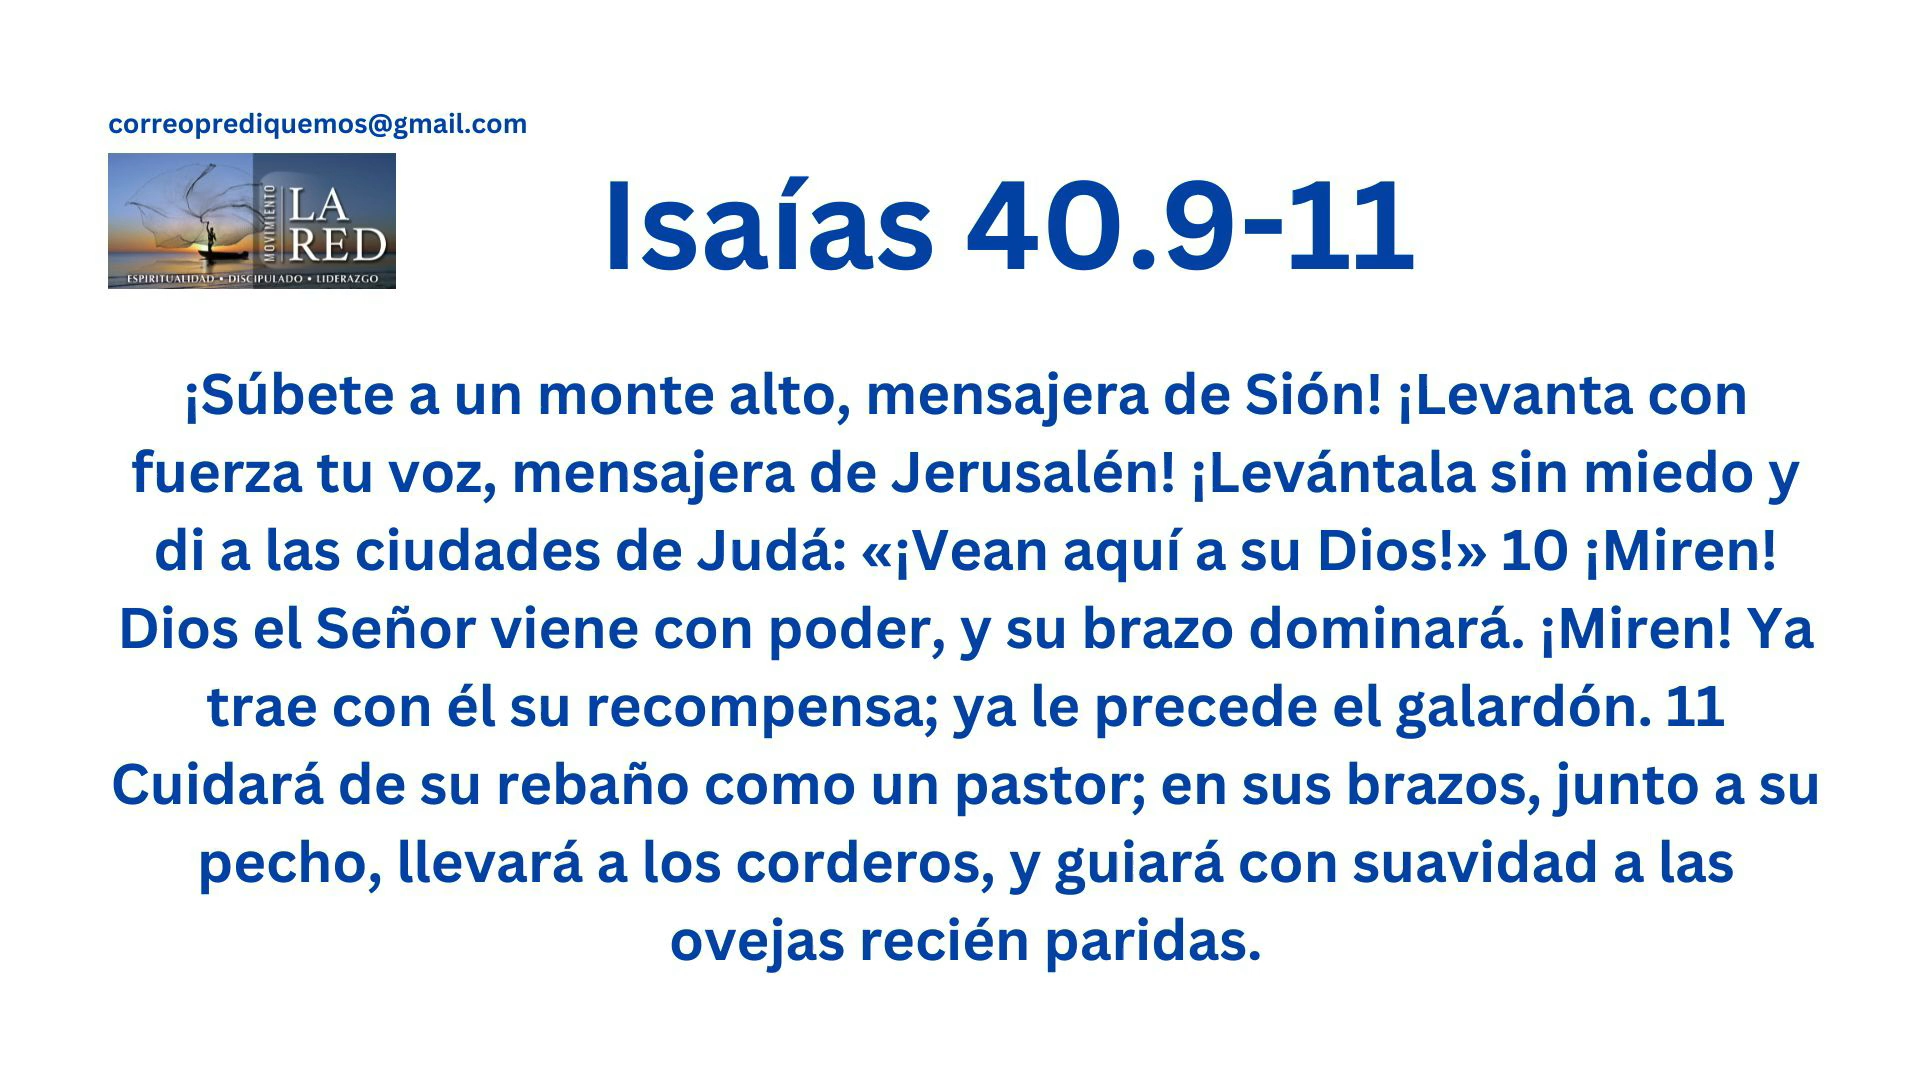 correoprediquemos@gmail.com
MOVIMIENTO
LA
RED
ESPIRITUALIDAD • DISCIPULADO • LIDERAZGO
Isaías 40.9-11
¡Súbete a un monte alto, mensajera de Sión! ¡Levanta con
fuerza tu voz, mensajera de Jerusalén! ¡Levántala sin miedo y
di a las ciudades de Judá: «¡Vean aquí a su Dios!» 10 ¡Miren!
Dios el Señor viene con poder, y su brazo dominará. ¡Miren! Ya
trae con él su recompensa; ya le precede el galardón. 11
Cuidará de su rebaño como un pastor; en sus brazos, junto a su
pecho, llevará a los corderos, y guiará con suavidad a las
ovejas recién paridas.